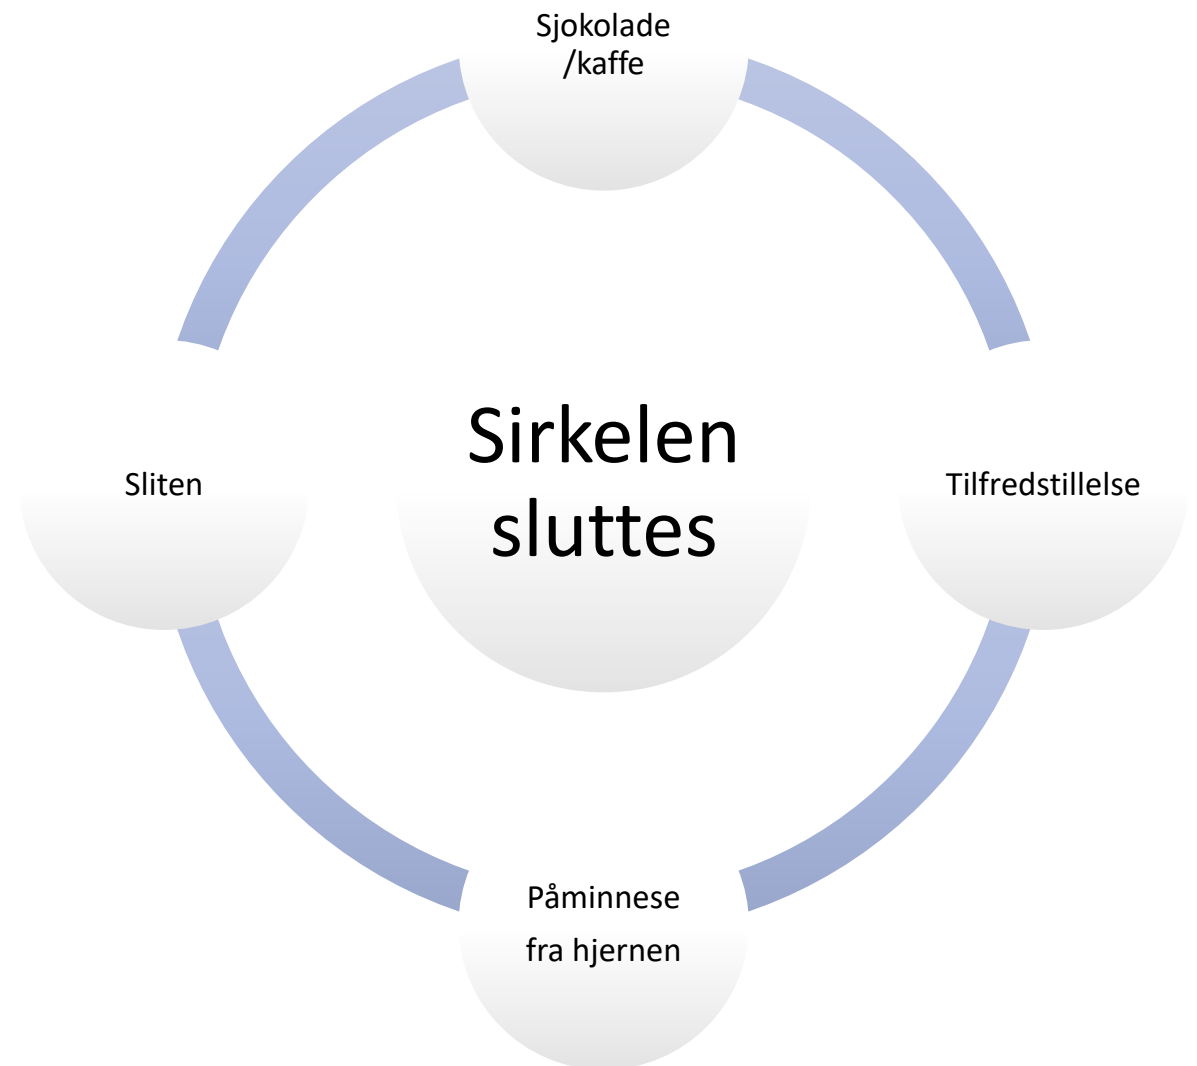 Sjokolade
/kaffe
Sirkelen
sluttes
Sliten
Tilfredstillelse
Påminnese
fra hjernen